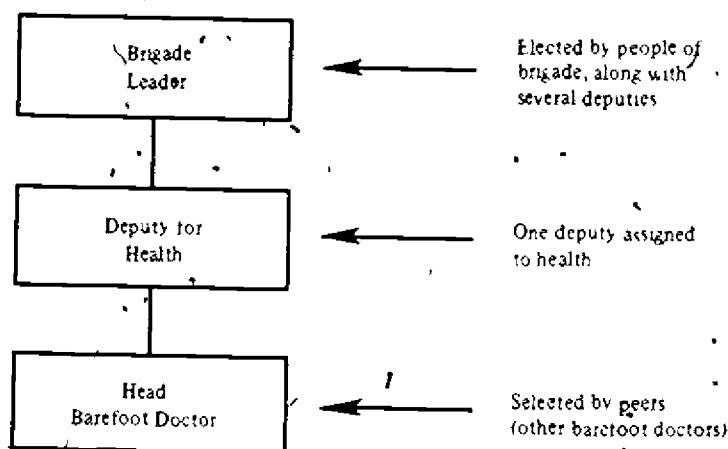 Brigade
Leader
Elected by people of
brigade, along with
several deputies
Deputy for
Health
One deputy assigned
to health
Head
Barefoot Doctor
Selected by peers
(other barefoot doctors)